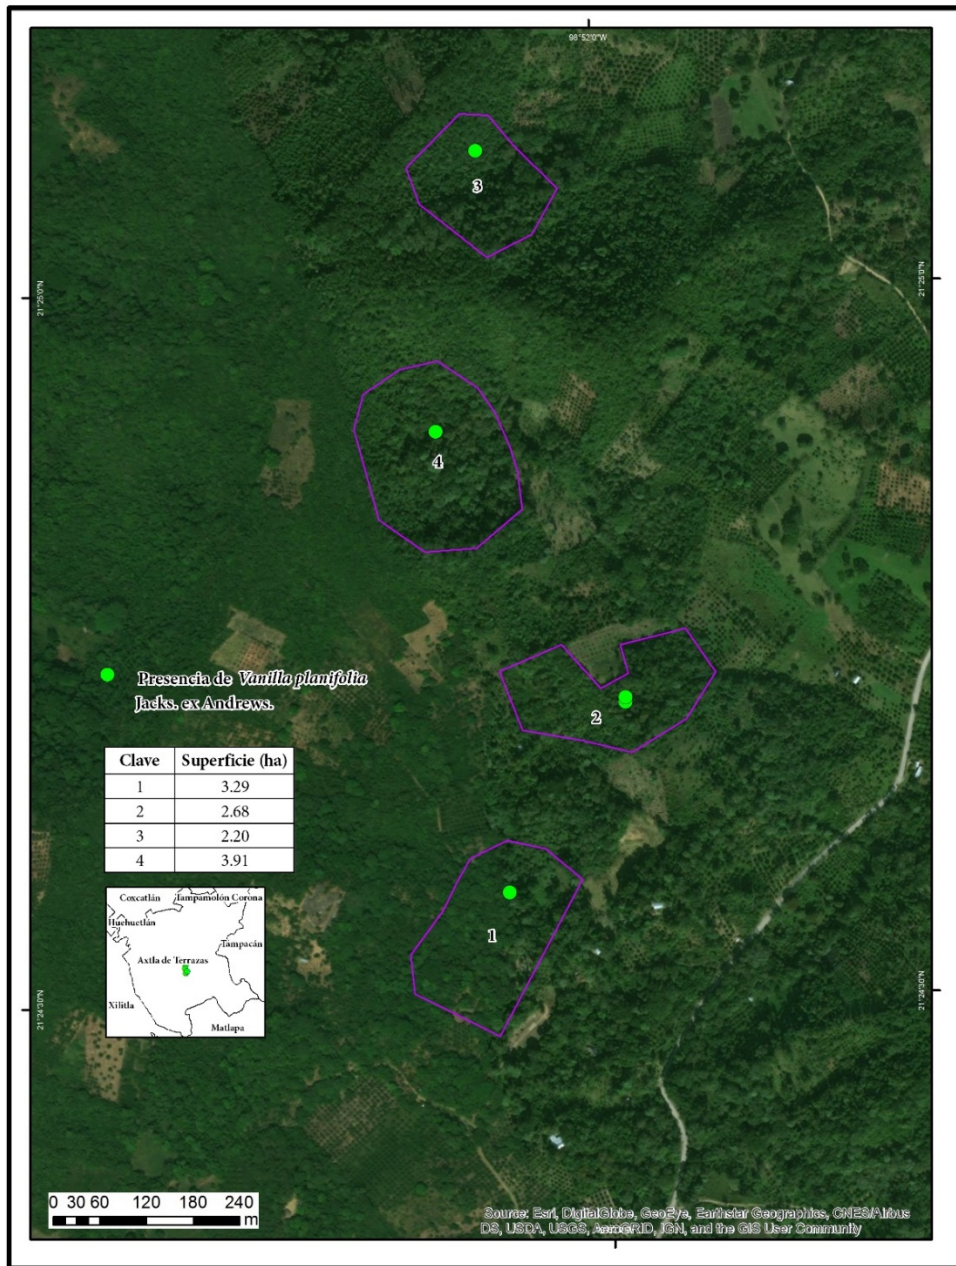 98°52'0"W
3
21°25'0"N
21°25'0"N
4
Presencia de Vanilla planifolia
Jacks. ex Andrews.
2
Clave Superficie (ha)
1 3.29
2 2.68
3 2.20
4 3.91
1
Coxcatlán Tampamolón Corona
Huehuetlán
Tampacán
Axtla de Terrazas
Xilitla
Matlapa
21°24'30"N
21°24'30"N
0 30 60 120 180 240
m
Source: Esri, DigitalGlobe, GeoEye, Earthstar Geographics, CNES/Airbus
DS, USDA, USGS, AeroGRID, IGN, and the GIS User Community